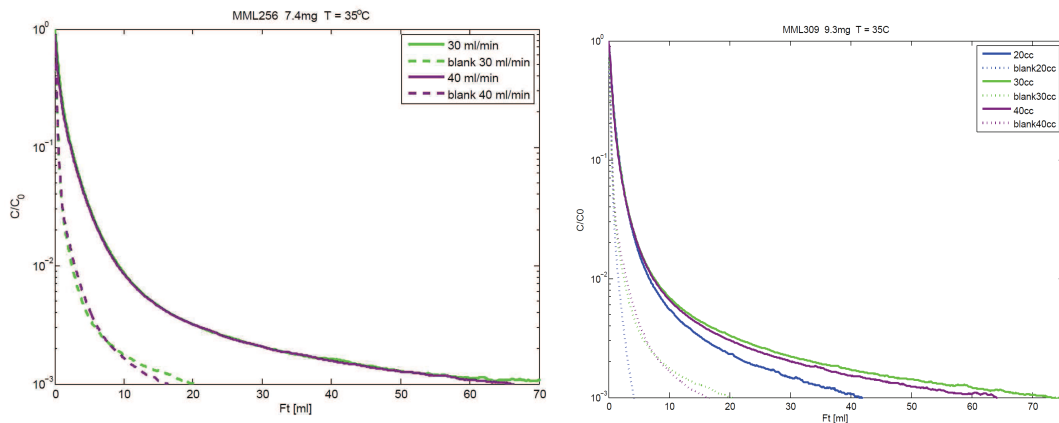 MML256 7.4mg T = 35°C
30 ml/min
blank 30 ml/min
40 ml/min
blank 40 ml/min
10^0
10^-1
10^-2
10^-3
C/C_0
0 10 20 30 40 50 60 70
Ft [ml]
MML309 9.3mg T = 35C
20cc
blank20cc
30cc
blank30cc
40cc
blank40cc
10^0
10^-1
10^-2
10^-3
C/C0
0 10 20 30 40 50 60 70
Ft [ml]